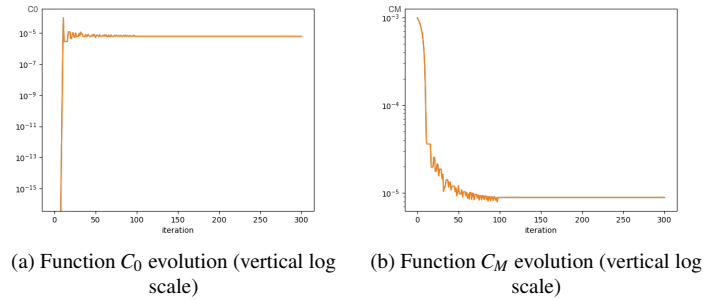 C0
10⁻⁵
10⁻⁷
10⁻⁹
10⁻¹¹
10⁻¹³
10⁻¹⁵
0 50 100 150 200 250 300
iteration
(a) Function C₀ evolution (vertical log
scale)
CM
10⁻³
10⁻⁴
10⁻⁵
0 50 100 150 200 250 300
iteration
(b) Function C_M evolution (vertical log
scale)